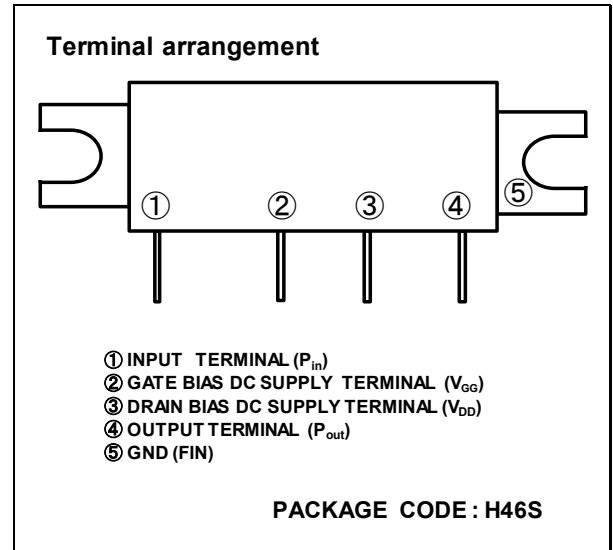 Terminal arrangement
① ② ③ ④ ⑤
① INPUT TERMINAL (Pin)
② GATE BIAS DC SUPPLY TERMINAL (VGG)
③ DRAIN BIAS DC SUPPLY TERMINAL (VDD)
④ OUTPUT TERMINAL (Pout)
⑤ GND (FIN)
PACKAGE CODE : H46S